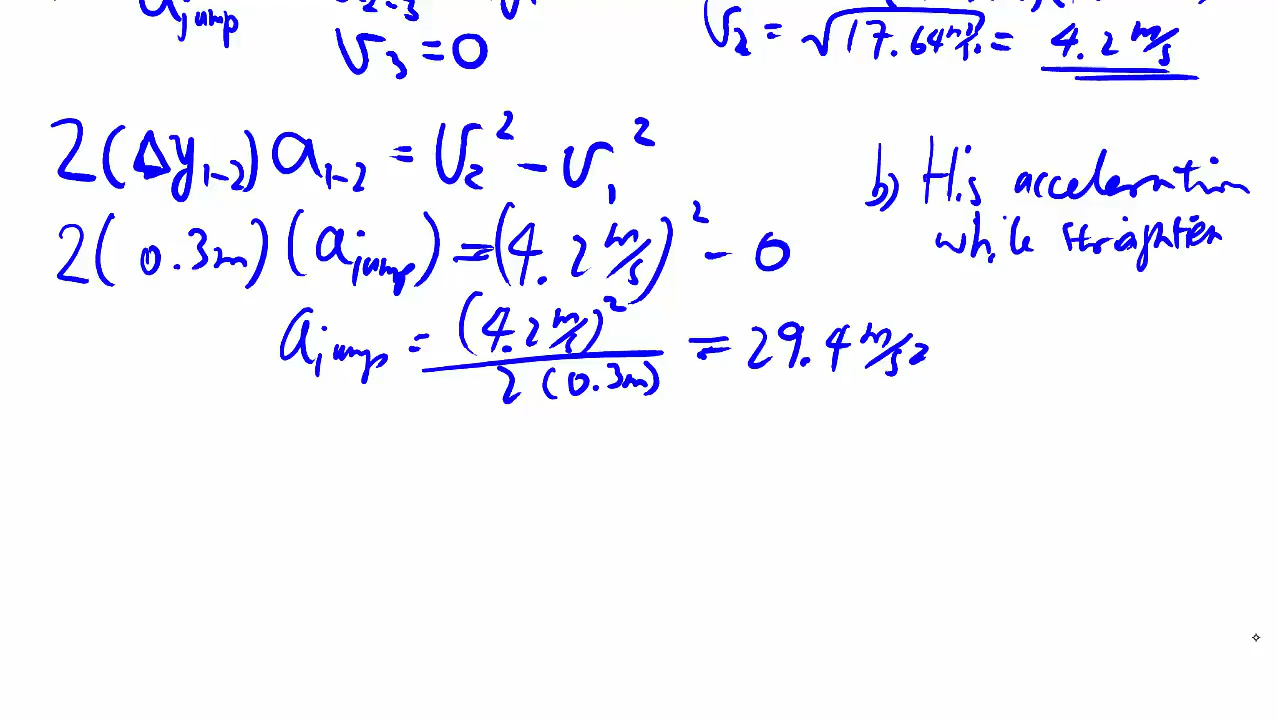 a_jump
v₃ = 0
v₂ = √17.64 = 4.2 m/s
2(Δy₁₋₂) a₁₋₂ = v₂² - v₁²
b) His acceleration
while straighten
2(0.3m)(a_jump) = (4.2 m/s)² - 0
a_jump = (4.2 m/s)² / 2(0.3m) = 29.4 m/s²